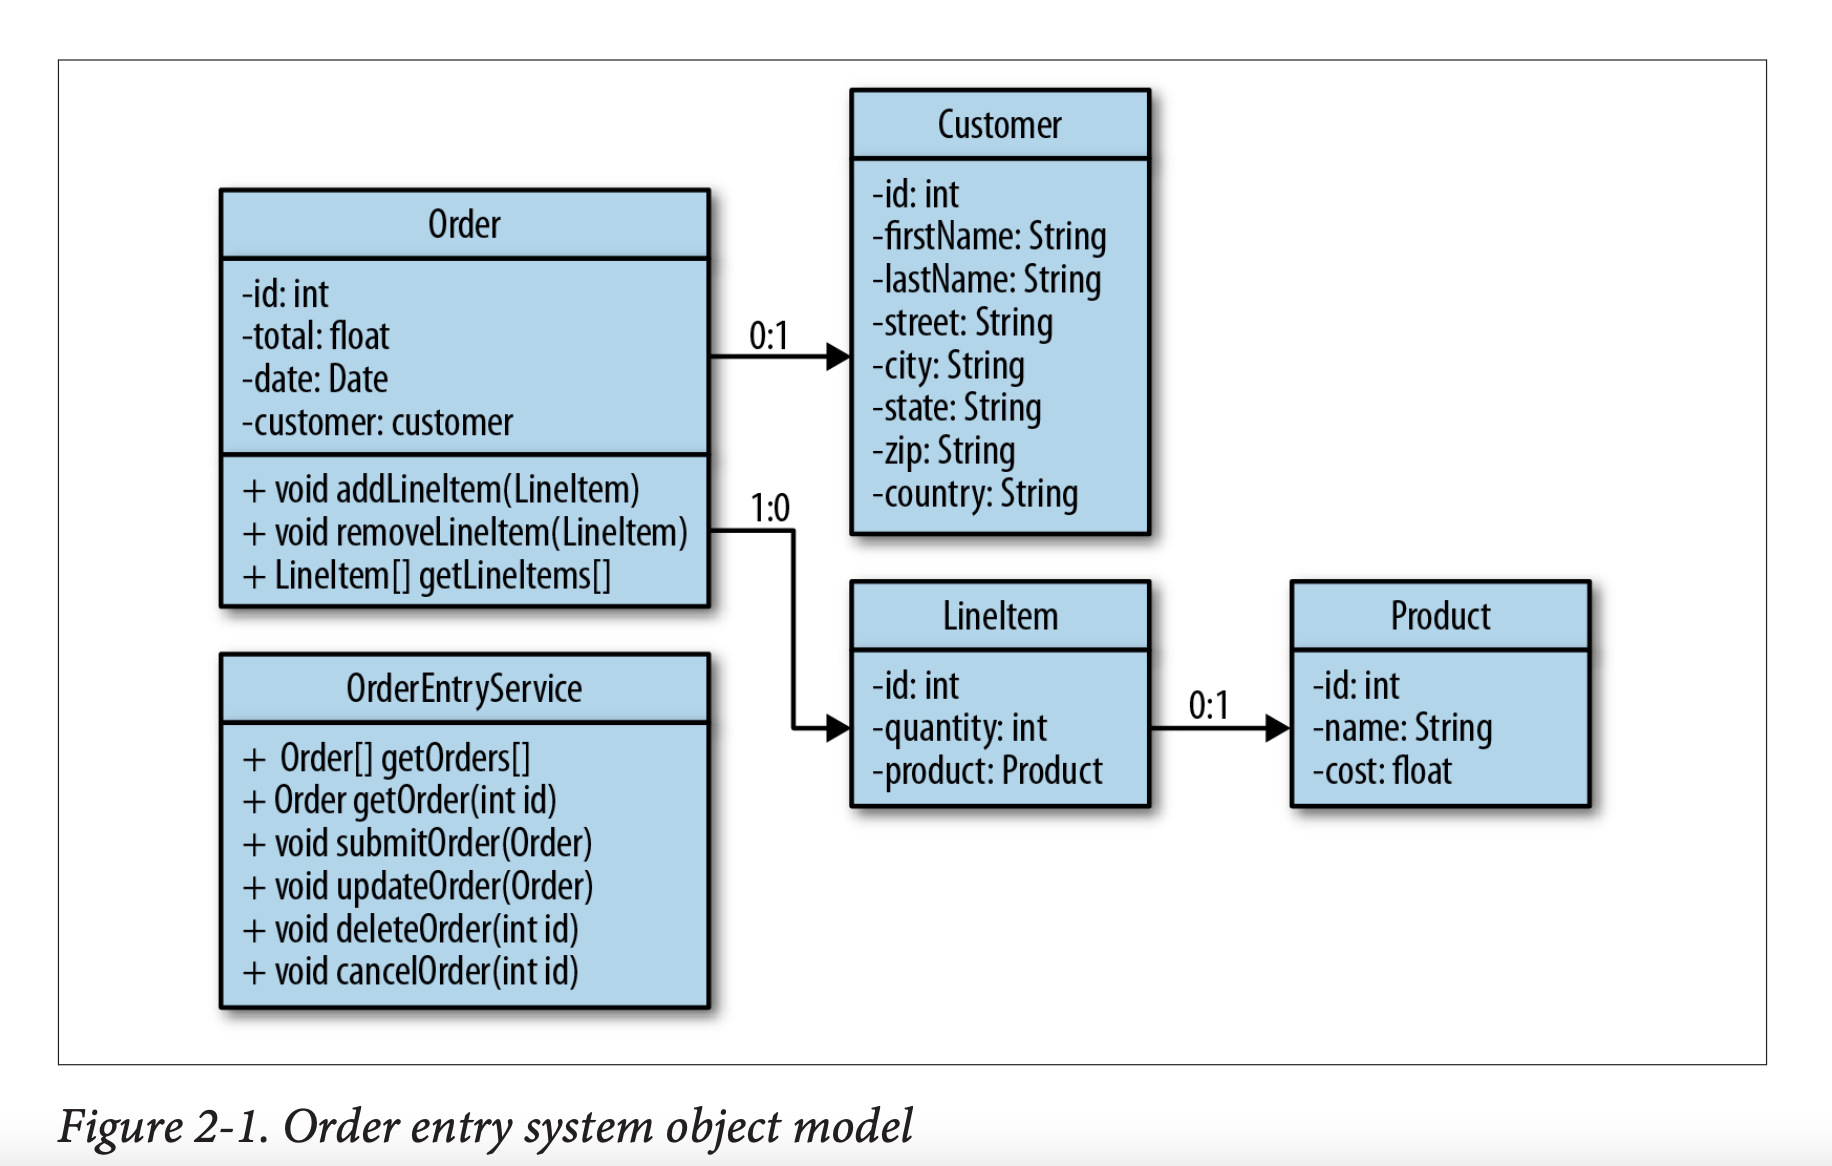 Order
-id: int
-total: float
-date: Date
-customer: customer
+ void addLineItem(LineItem)
+ void removeLineItem(LineItem)
+ LineItem[] getLineItems[]
0:1
1:0
Customer
-id: int
-firstName: String
-lastName: String
-street: String
-city: String
-state: String
-zip: String
-country: String
OrderEntryService
+ Order[] getOrders[]
+ Order getOrder(int id)
+ void submitOrder(Order)
+ void updateOrder(Order)
+ void deleteOrder(int id)
+ void cancelOrder(int id)
LineItem
-id: int
-quantity: int
-product: Product
0:1
Product
-id: int
-name: String
-cost: float
Figure 2-1. Order entry system object model